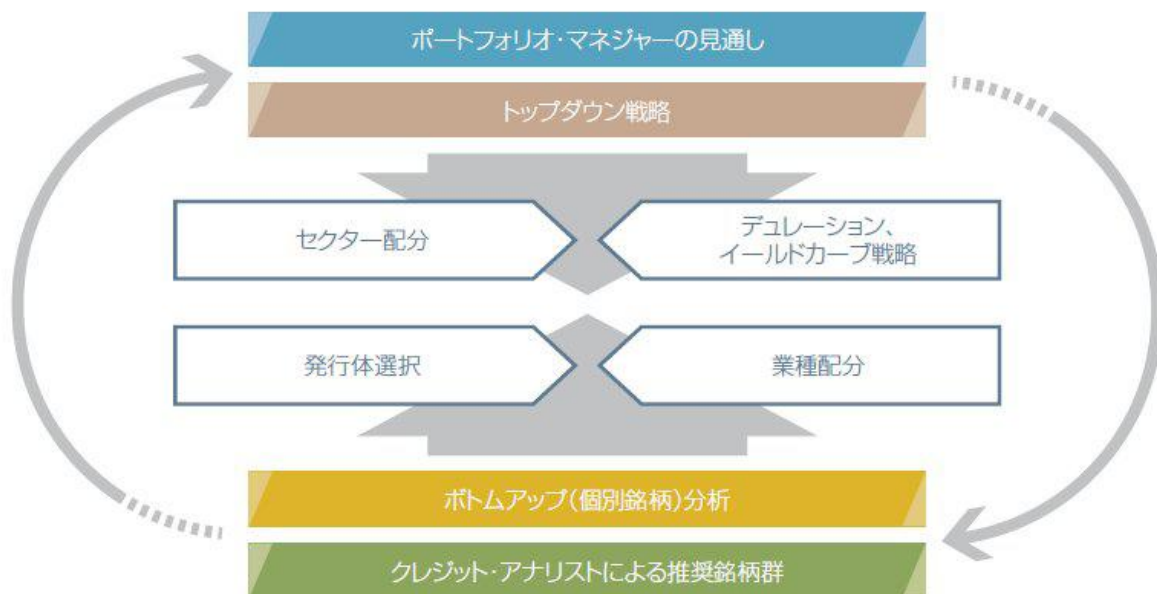 ポートフォリオ・マネジャーの見通し
トップダウン戦略
セクター配分
デュレーション、
イールドカーブ戦略
発行体選択
業種配分
ボトムアップ(個別銘柄)分析
クレジット・アナリストによる推奨銘柄群